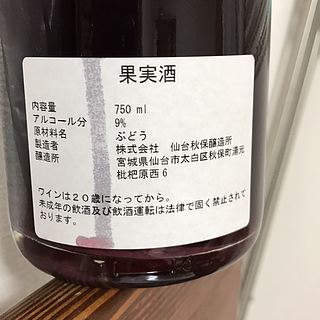 果実酒
内容量 750 ml
アルコール分 9%
原材料名 ぶどう
製造者 株式会社 仙台秋保醸造所
醸造所 宮城県仙台市太白区秋保町湯元
枇杷原西6
ワインは20歳になってから。
未成年の飲酒及び飲酒運転は法律で固く禁止されて
おります。